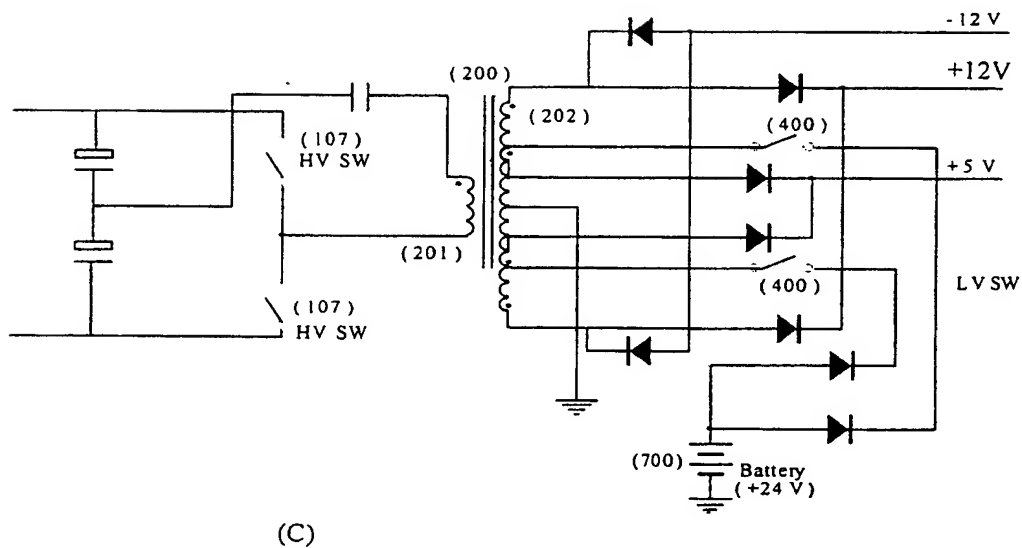 -12 V
+12V
(200)
(202)
(107)
HV SW
(400)
+5 V
(201)
(400)
LV SW
(107)
HV SW
(700)
Battery
(+24 V)
(C)